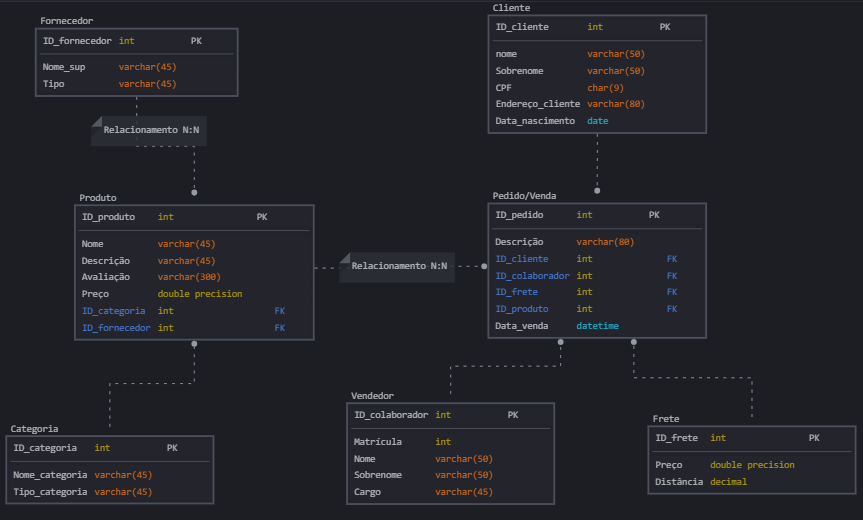 Fornecedor
ID_fornecedor int PK
Nome_sup varchar(45)
Tipo varchar(45)
Cliente
ID_cliente int PK
nome varchar(50)
Sobrenome varchar(50)
CPF char(9)
Endereço_cliente varchar(80)
Data_nascimento date
Relacionamento N:N
Produto
ID_produto int PK
Nome varchar(45)
Descrição varchar(45)
Avaliação varchar(300)
Preço double precision
ID_categoria int FK
ID_fornecedor int FK
Relacionamento N:N
Pedido/Venda
ID_pedido int PK
Descrição varchar(80)
ID_cliente int FK
ID_colaborador int FK
ID_frete int FK
ID_produto int FK
Data_venda datetime
Categoria
ID_categoria int PK
Nome_categoria varchar(45)
Tipo_categoria varchar(45)
Vendedor
ID_colaborador int PK
Matrícula int
Nome varchar(50)
Sobrenome varchar(50)
Cargo varchar(45)
Frete
ID_frete int PK
Preço double precision
Distância decimal